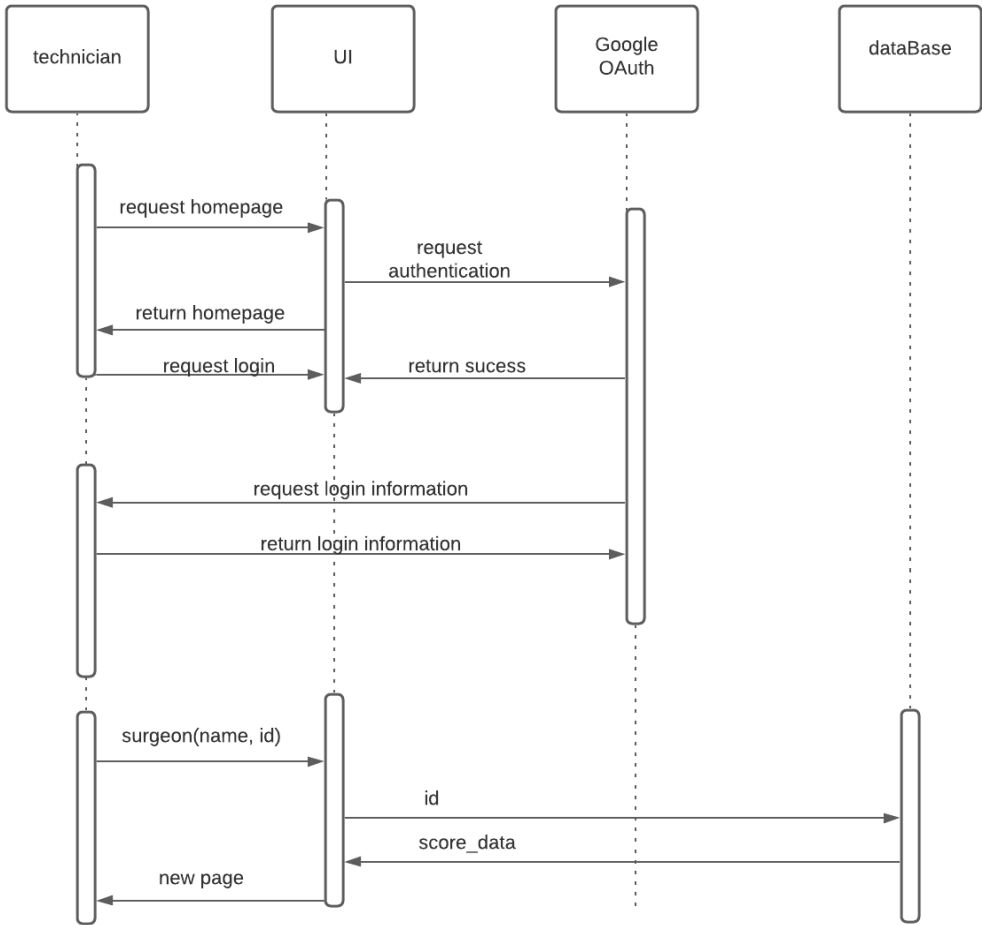 technician
UI
Google
OAuth
dataBase
request homepage
request
authentication
return homepage
request login
return sucess
request login information
return login information
surgeon(name, id)
id
score_data
new page